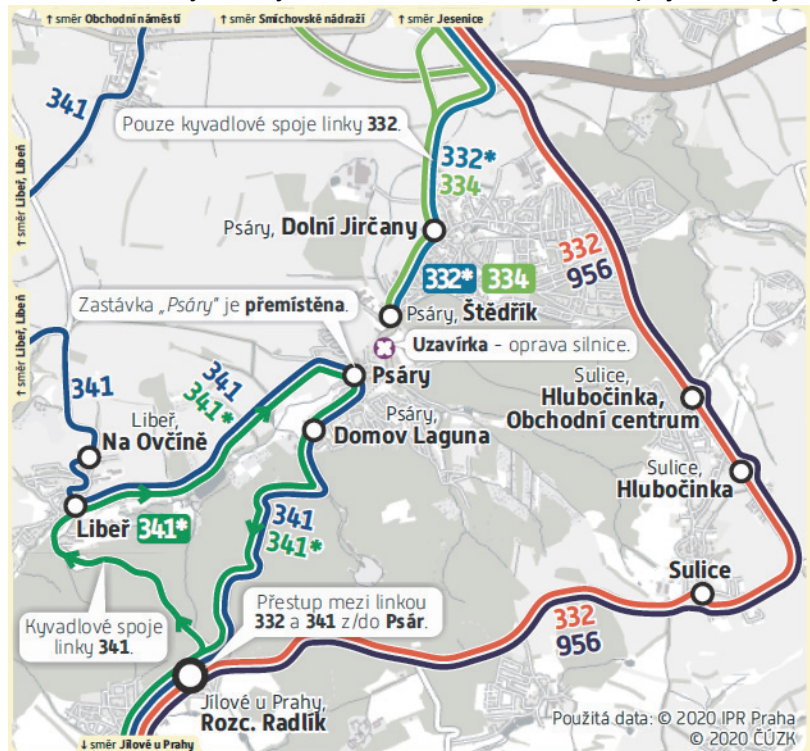 ↑ směr Obchodní náměstí
↑ směr Smíchovské nádraží
↑ směr Jesenice
341
Pouze kyvadlové spoje linky 332.
↑ směr Libeř, Libeň
332*
334
Psáry, Dolní Jirčany
332
956
332* 334
Zastávka „Psáry" je přemístěna.
Psáry, Štědřík
↑ směr Libeř, Libeň
Uzavírka - oprava silnice.
341
341
341*
Psáry
Sulice,
Hlubočinka,
Obchodní centrum
Libeř,
Na Ovčíně
Psáry,
Domov Laguna
Sulice,
Hlubočinka
Libeř 341*
341
341*
Sulice
Přestup mezi linkou
332 a 341 z/do Psár.
Kyvadlové spoje
linky 341.
332
956
Jílové u Prahy,
Rozc. Radlík
Použitá data: © 2020 IPR Praha
© 2020 ČÚZK
↓ směr Jílové u Prahy